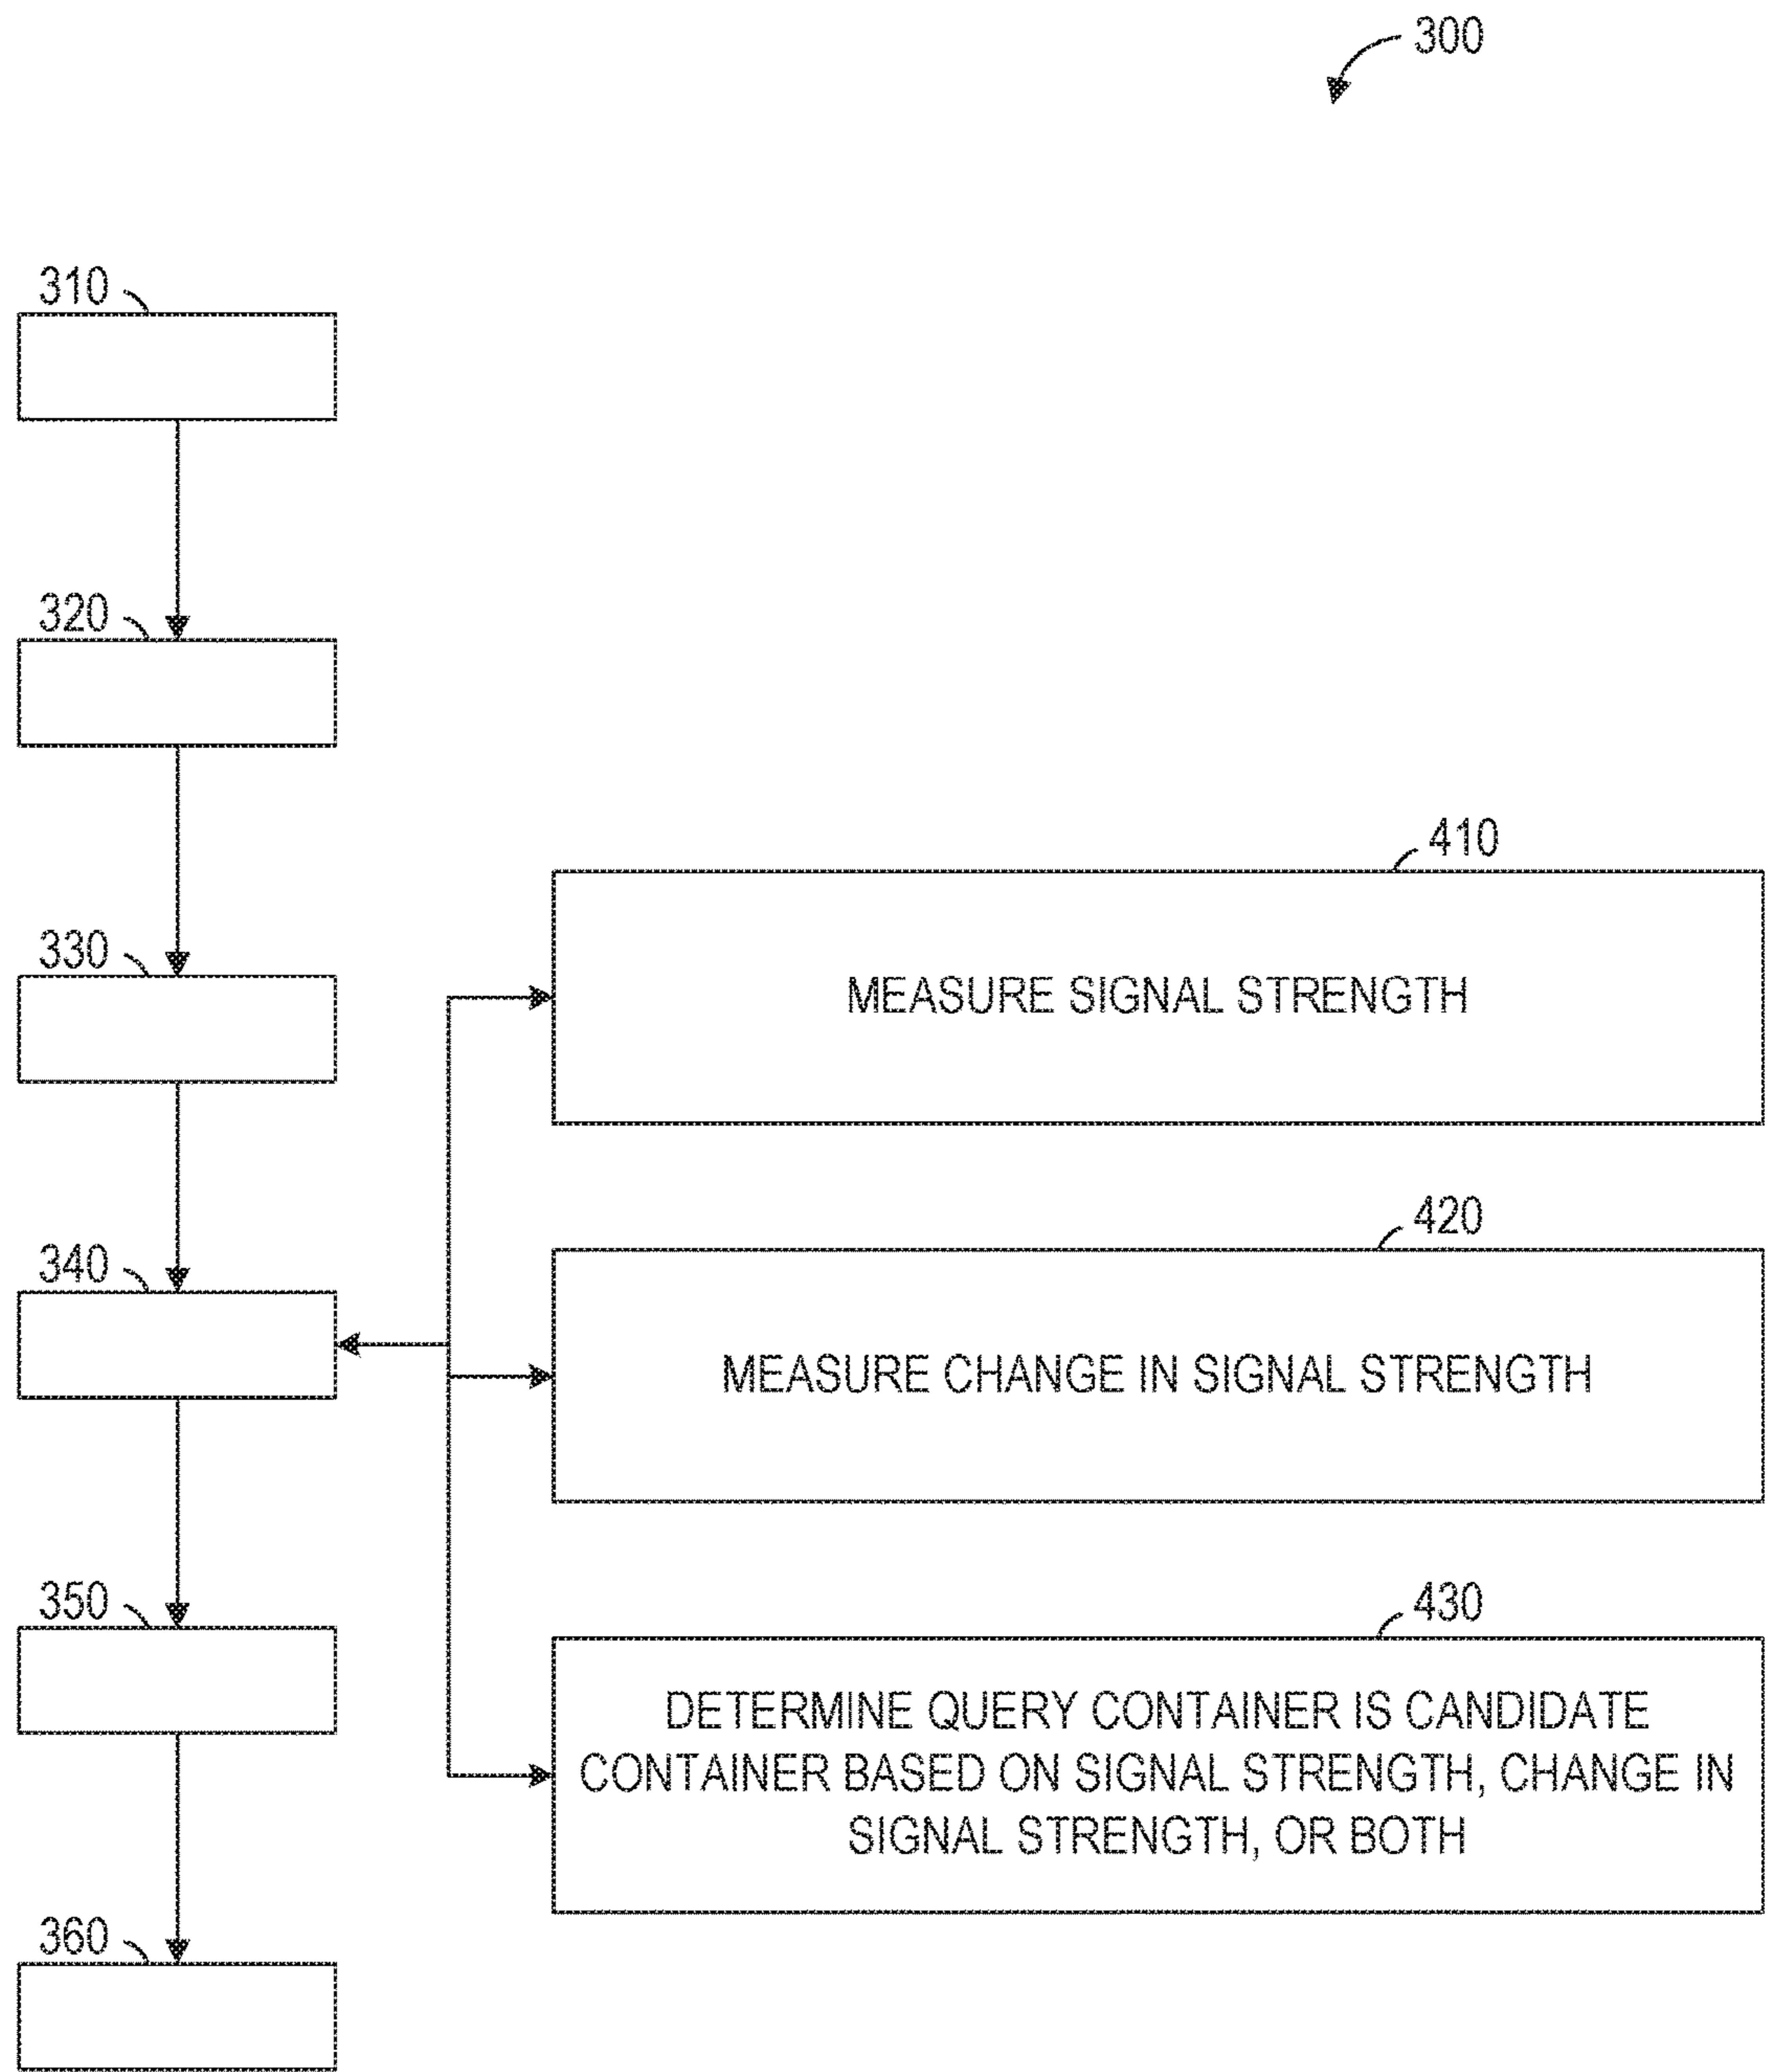 300
310
320
330
410
MEASURE SIGNAL STRENGTH
340
420
MEASURE CHANGE IN SIGNAL STRENGTH
350
430
DETERMINE QUERY CONTAINER IS CANDIDATE
CONTAINER BASED ON SIGNAL STRENGTH, CHANGE IN
SIGNAL STRENGTH, OR BOTH
360